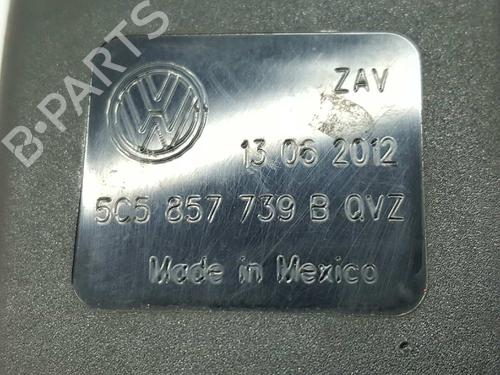 B-PARTS
ZAV
13 06 2012
5C5 857 739 B QVZ
Made in Mexico